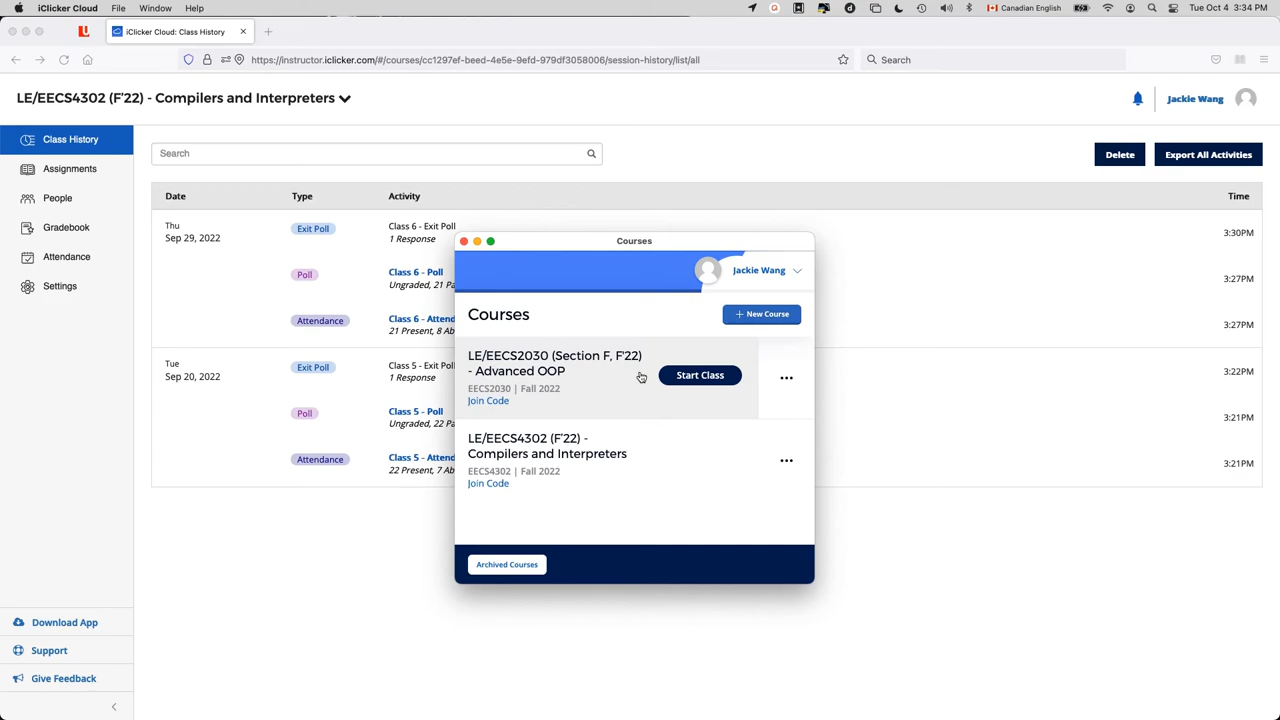 iClicker Cloud File Window Help
Canadian English
Tue Oct 4 3:34 PM
iClicker Cloud: Class History
https://instructor.iclicker.com/#/courses/cc1297ef-beed-4e5e-9efd-979df3058006/session-history/list/all
Search
LE/EECS4302 (F'22) - Compilers and Interpreters
Jackie Wang
Class History
Assignments
People
Gradebook
Attendance
Settings
Download App
Support
Give Feedback
Search
Delete
Export All Activities
Date Type Activity Time
Thu
Sep 29, 2022
Exit Poll
Class 6 - Exit Poll
1 Response
3:30PM
Poll
Class 6 - Poll
Ungraded, 21
3:27PM
Attendance
Class 6 - Attend
21 Present, 8
3:27PM
Tue
Sep 20, 2022
Exit Poll
Class 5 - Exit Poll
1 Response
3:22PM
Poll
Class 5 - Poll
Ungraded, 22
3:21PM
Attendance
Class 5 - Attend
22 Present, 7
3:21PM
Courses
Jackie Wang
Courses
+ New Course
LE/EECS2030 (Section F, F'22)
- Advanced OOP
EECS2030 | Fall 2022
Join Code
Start Class
LE/EECS4302 (F'22) -
Compilers and Interpreters
EECS4302 | Fall 2022
Join Code
Archived Courses